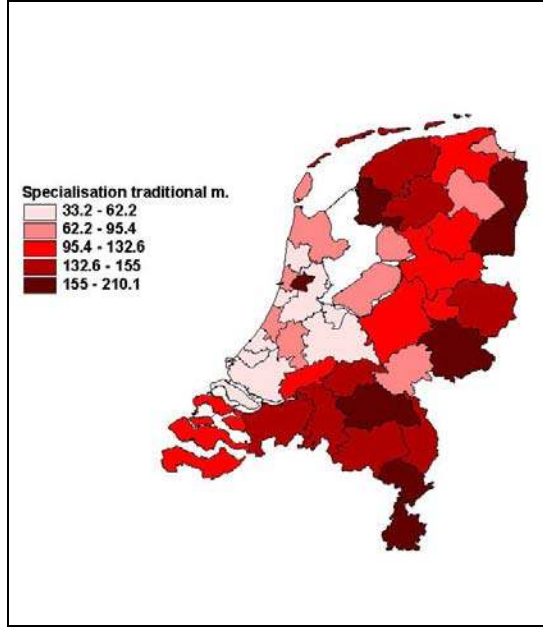 Specialisation traditional m.
33.2 - 62.2
62.2 - 95.4
95.4 - 132.6
132.6 - 155
155 - 210.1